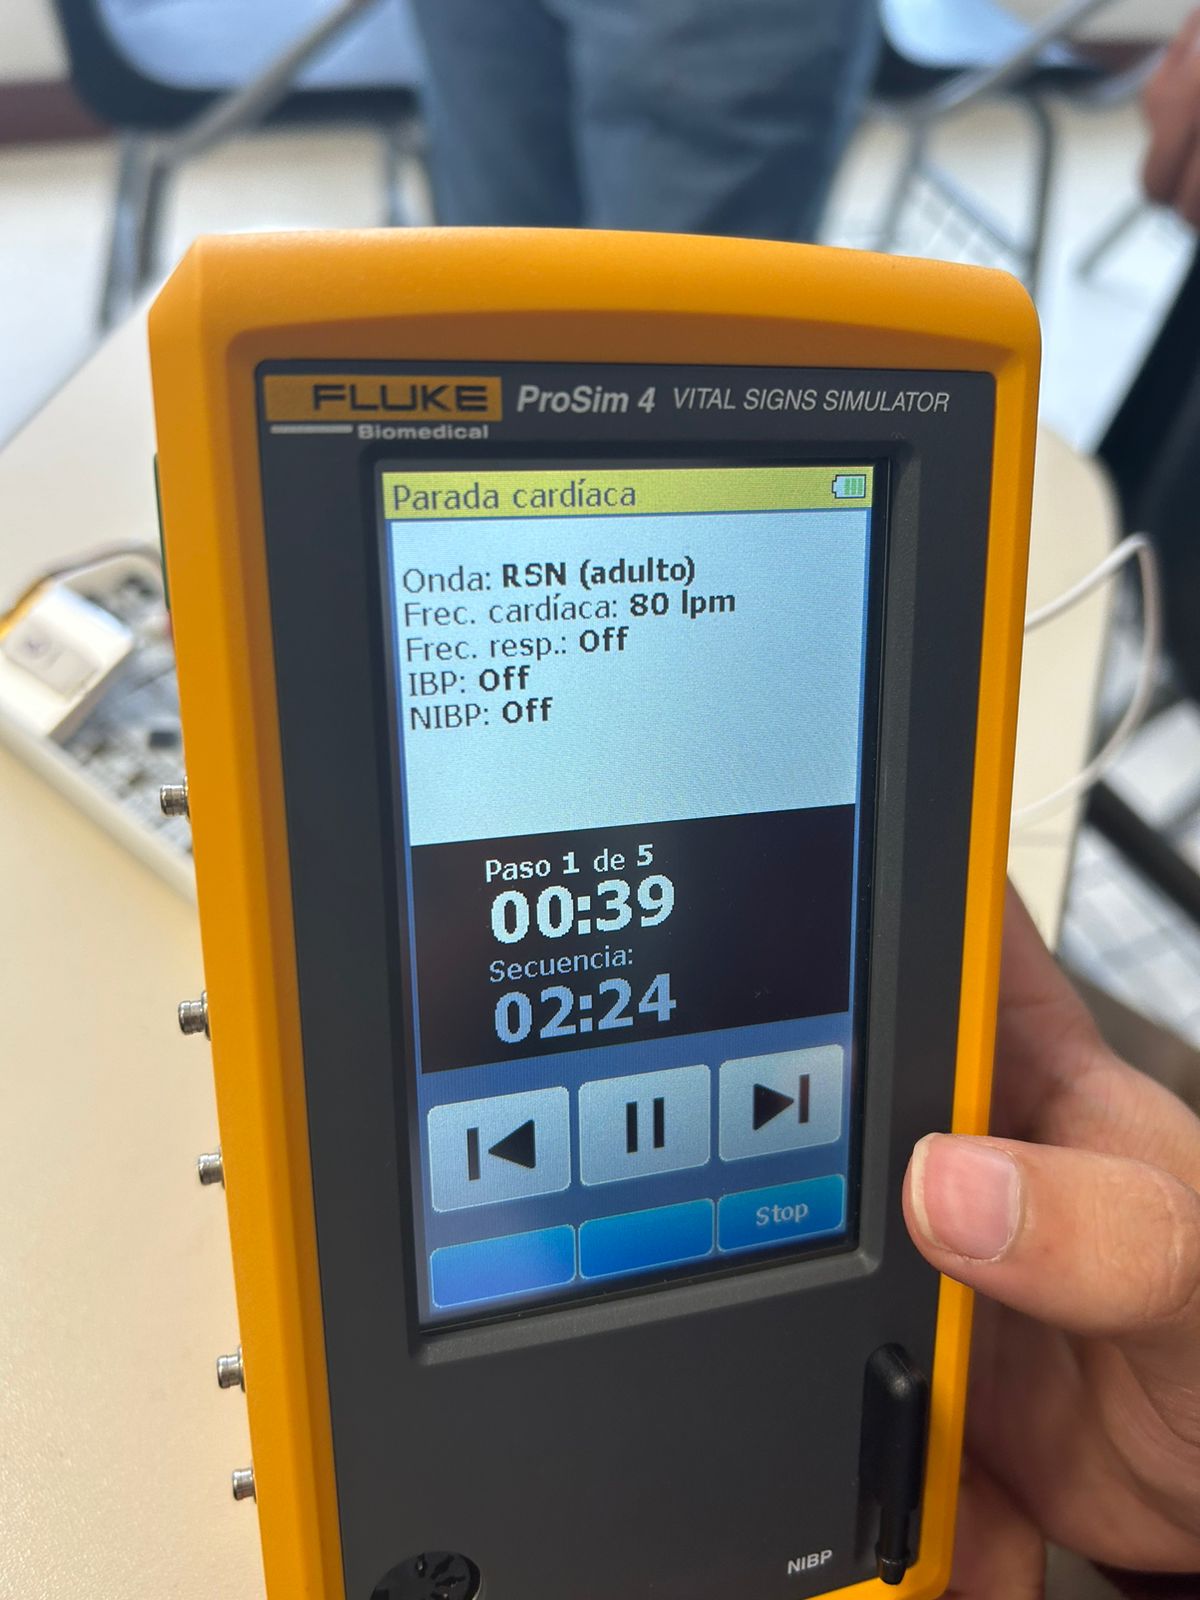 FLUKE ProSim 4 VITAL SIGNS SIMULATOR
Biomedical
Parada cardíaca
Onda: RSN (adulto)
Frec. cardíaca: 80 lpm
Frec. resp.: Off
IBP: Off
NIBP: Off
Paso 1 de 5
00:39
Secuencia:
02:24
Stop
NIBP